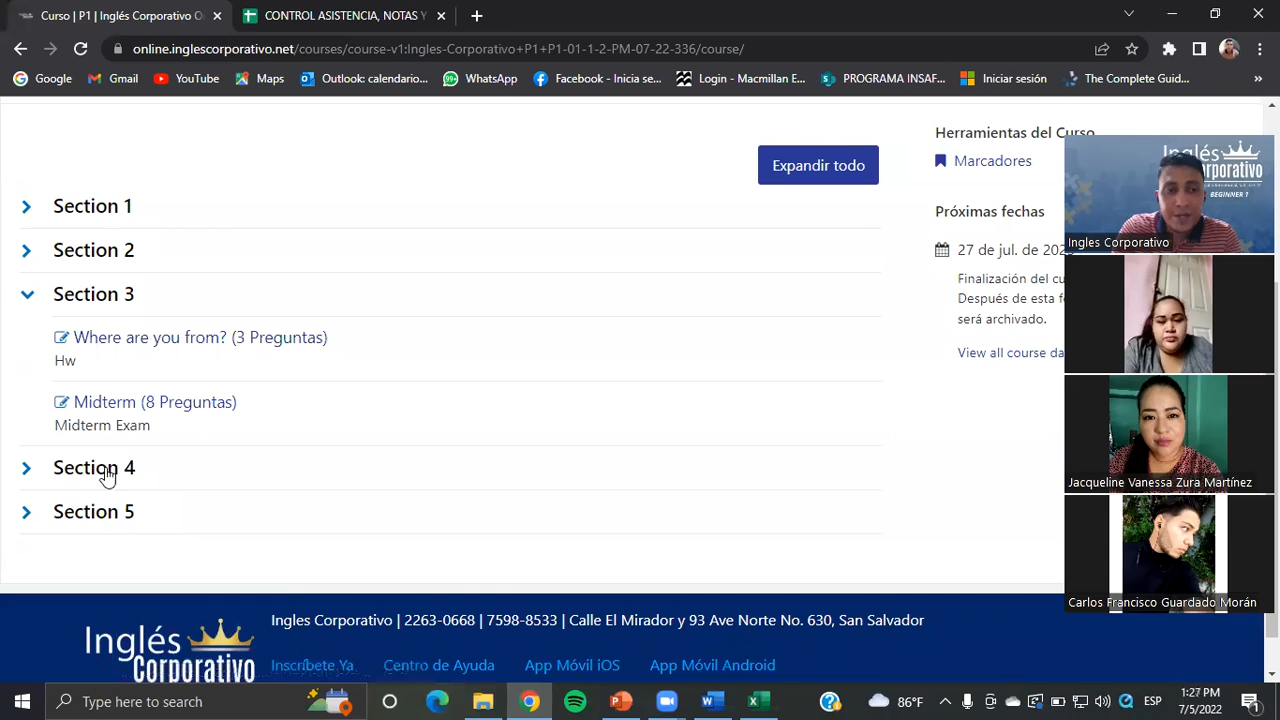 Curso | P1 | Inglés Corporativo O
CONTROL ASISTENCIA, NOTAS Y
online.inglescorporativo.net/courses/course-v1:Ingles-Corporativo+P1+P1-01-1-2-PM-07-22-336/course/
Google
Gmail
YouTube
Maps
Outlook: calendario...
99+
WhatsApp
Facebook - Inicia se...
Login - Macmillan E...
PROGRAMA INSAF...
Iniciar sesión
The Complete Guid...
»
Expandir todo
Section 1
Section 2
Section 3
Where are you from? (3 Preguntas)
Hw
Midterm (8 Preguntas)
Midterm Exam
Section 4
Section 5
Herramientas del Curso
Marcadores
Próximas fechas
27 de jul. de 202
Finalización del cu
Después de esta f
será archivado.
View all course da
Inglés
Corporativo
BEGINNER 1
Ingles Corporativo
Jacqueline Vanessa Zura Martínez
Carlos Francisco Guardado Morán
Inglés
Corporativo
Ingles Corporativo | 2263-0668 | 7598-8533 | Calle El Mirador y 93 Ave Norte No. 630, San Salvador
Inscríbete Ya
Centro de Ayuda
App Móvil iOS
App Móvil Android
Type here to search
86°F
ESP
1:27 PM
7/5/2022